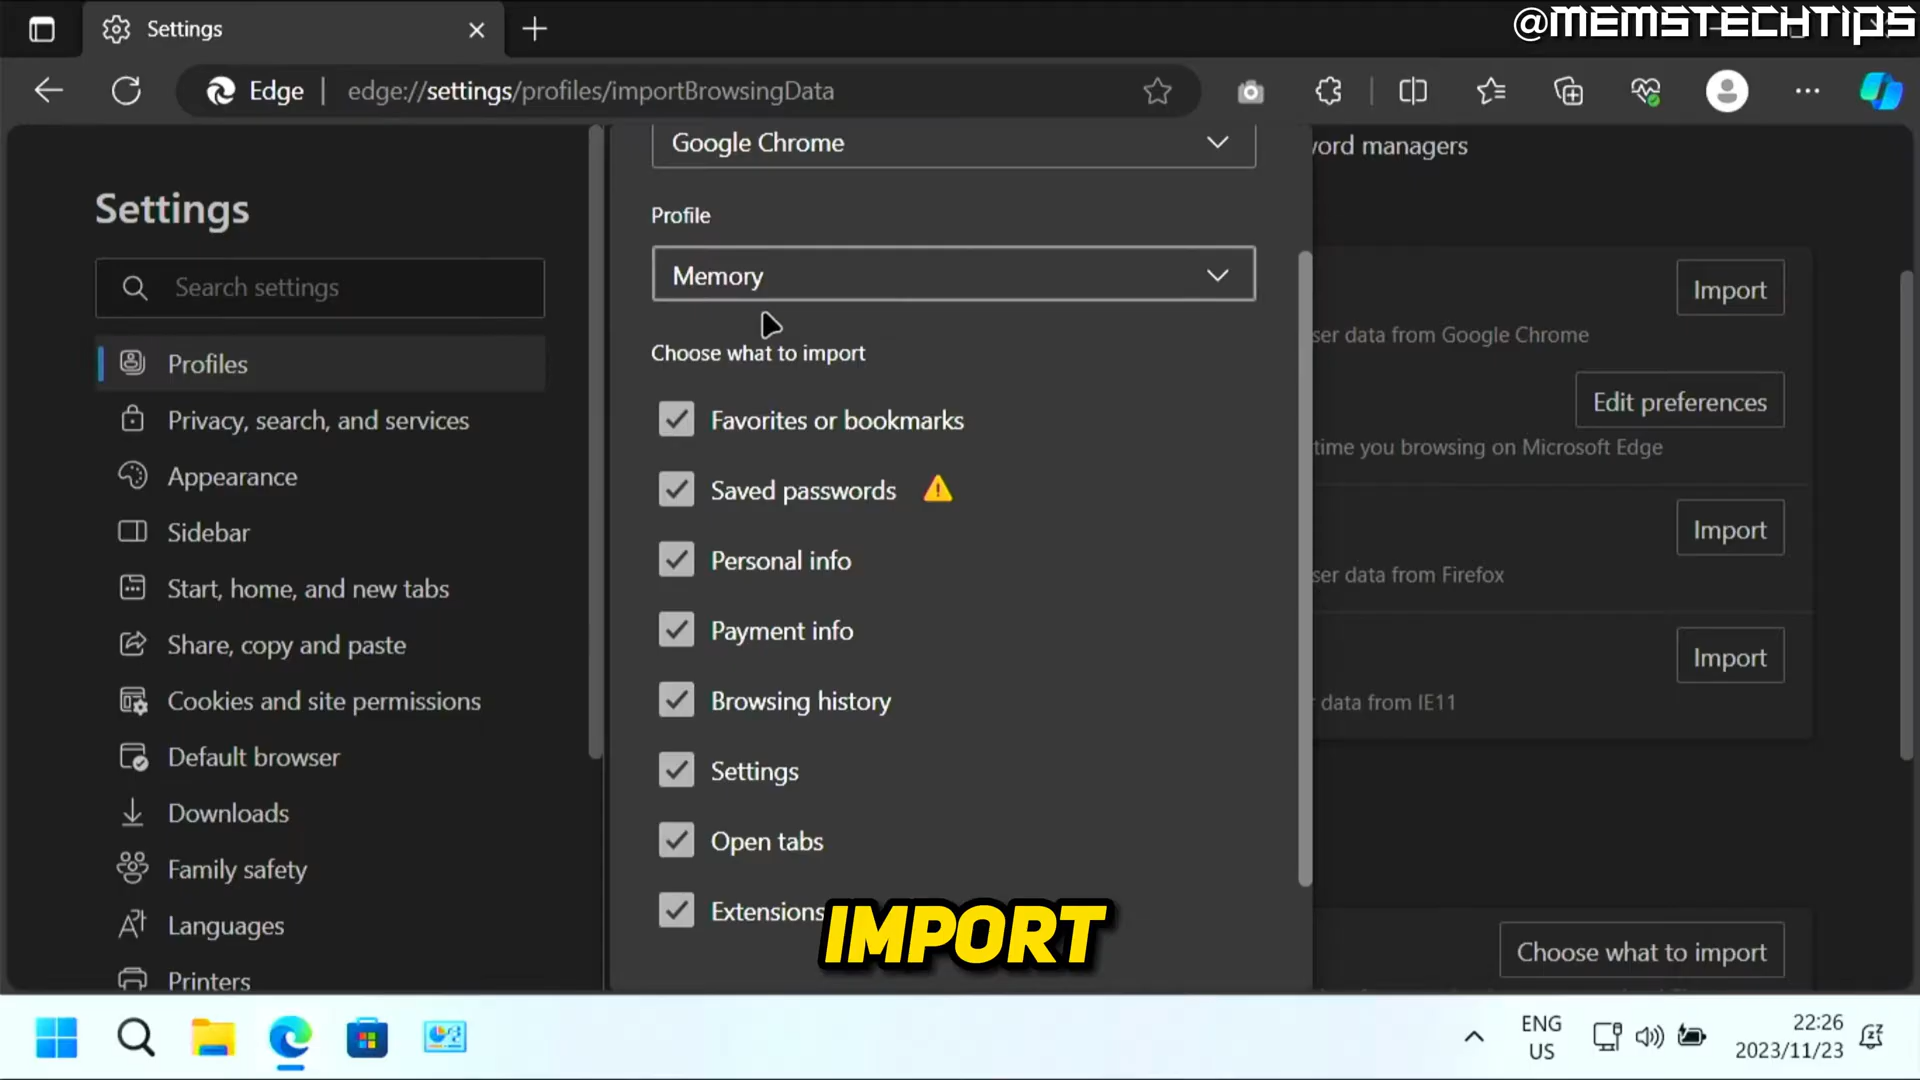 Settings
@MEMSTECHTIPS
Edge | edge://settings/profiles/importBrowsingData
Settings
Search settings
Profiles
Privacy, search, and services
Appearance
Sidebar
Start, home, and new tabs
Share, copy and paste
Cookies and site permissions
Default browser
Downloads
Family safety
Languages
Printers
Google Chrome
Profile
Memory
Choose what to import
Favorites or bookmarks
Saved passwords
Personal info
Payment info
Browsing history
Settings
Open tabs
Extensions
IMPORT
managers
Import
data from Google Chrome
Edit preferences
time you browsing on Microsoft Edge
Import
data from Firefox
Import
data from IE11
Choose what to import
ENG
US
22:26
2023/11/23